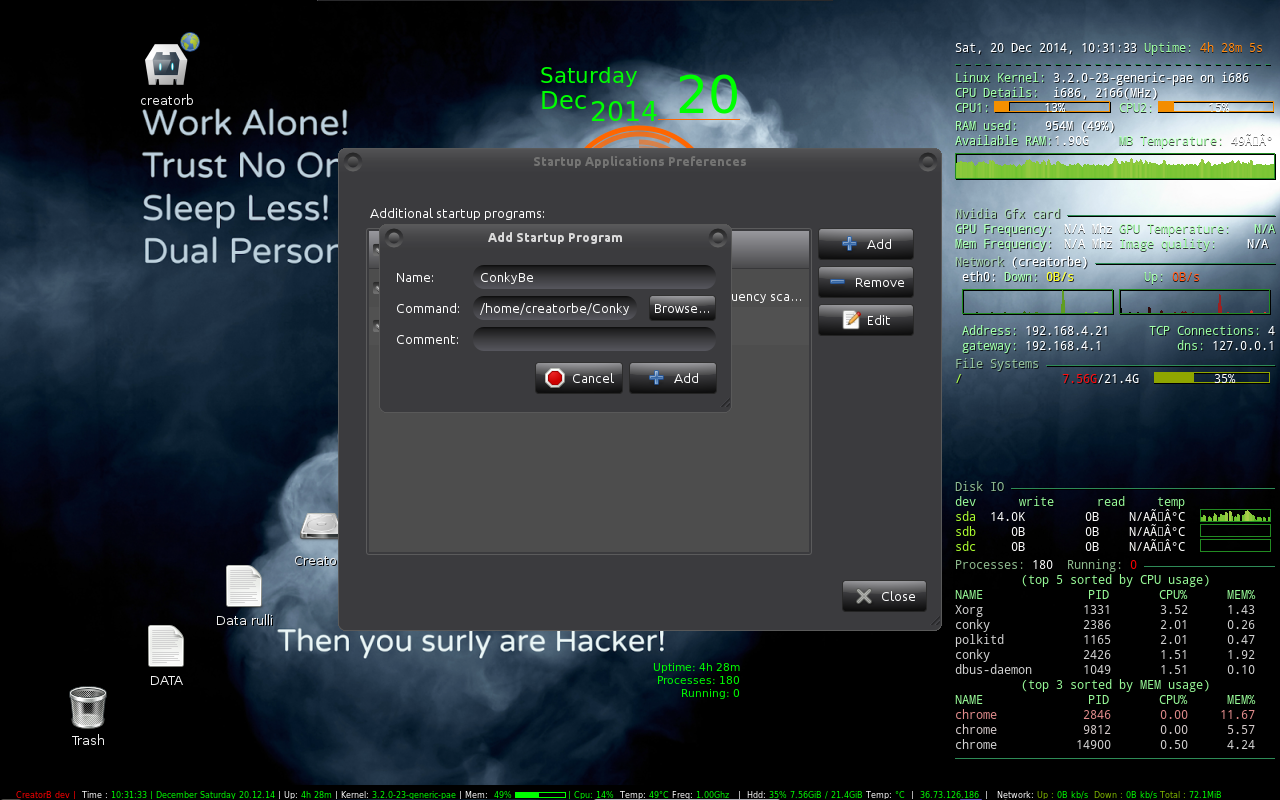 creatorb
Work Alone!
Trust No On
Sleep Less!
Dual Person
Saturday
Dec 2014 20
Startup Applications Preferences
Additional startup programs:
Add Startup Program
Name: ConkyBe
Command: /home/creatorbe/Conky Browse...
Comment:
Cancel Add
uency sca...
Add
Remove
Edit
Close
Creato
Data rulli
Then you surly are Hacker!
DATA
Trash
Uptime: 4h 28m
Processes: 180
Running: 0
Sat, 20 Dec 2014, 10:31:33 Uptime: 4h 28m 5s
Linux Kernel: 3.2.0-23-generic-pae on i686
CPU Details: i686, 2166(MHz)
CPU1: 13% CPU2: 15%
RAM used: 954M (49%)
Available RAM:1.90G MB Temperature: 49Ã Â°
Nvidia Gfx card
GPU Frequency: N/A Mhz GPU Temperature: N/A
Mem Frequency: N/A Mhz Image quality: N/A
Network (creatorbe)
eth0: Down: 0B/s Up: 0B/s
Address: 192.168.4.21 TCP Connections: 4
gateway: 192.168.4.1 dns: 127.0.0.1
File Systems
/ 7.56G/21.4G 35%
Disk IO
dev write read temp
sda 14.0K 0B N/AÃ Â°C
sdb 0B 0B N/AÃ Â°C
sdc 0B 0B N/AÃ Â°C
Processes: 180 Running: 0
(top 5 sorted by CPU usage)
NAME PID CPU% MEM%
Xorg 1331 3.52 1.43
conky 2386 2.01 0.26
polkitd 1165 2.01 0.47
conky 2426 1.51 1.92
dbus-daemon 1049 1.51 0.10
(top 3 sorted by MEM usage)
NAME PID CPU% MEM%
chrome 2846 0.00 11.67
chrome 9812 0.00 5.57
chrome 14900 0.50 4.24
CreatorB dev | Time : 10:31:33 | December Saturday 20.12.14 | Up: 4h 28m | Kernel: 3.2.0-23-generic-pae | Mem: 49% | Cpu: 14% Temp: 49°C Freq: 1.00Ghz | Hdd: 35% 7.56GiB / 21.4GiB Temp: °C | 36.73.126.186 | Network: Up : 0B kb/s Down : 0B kb/s Total : 72.1MiB